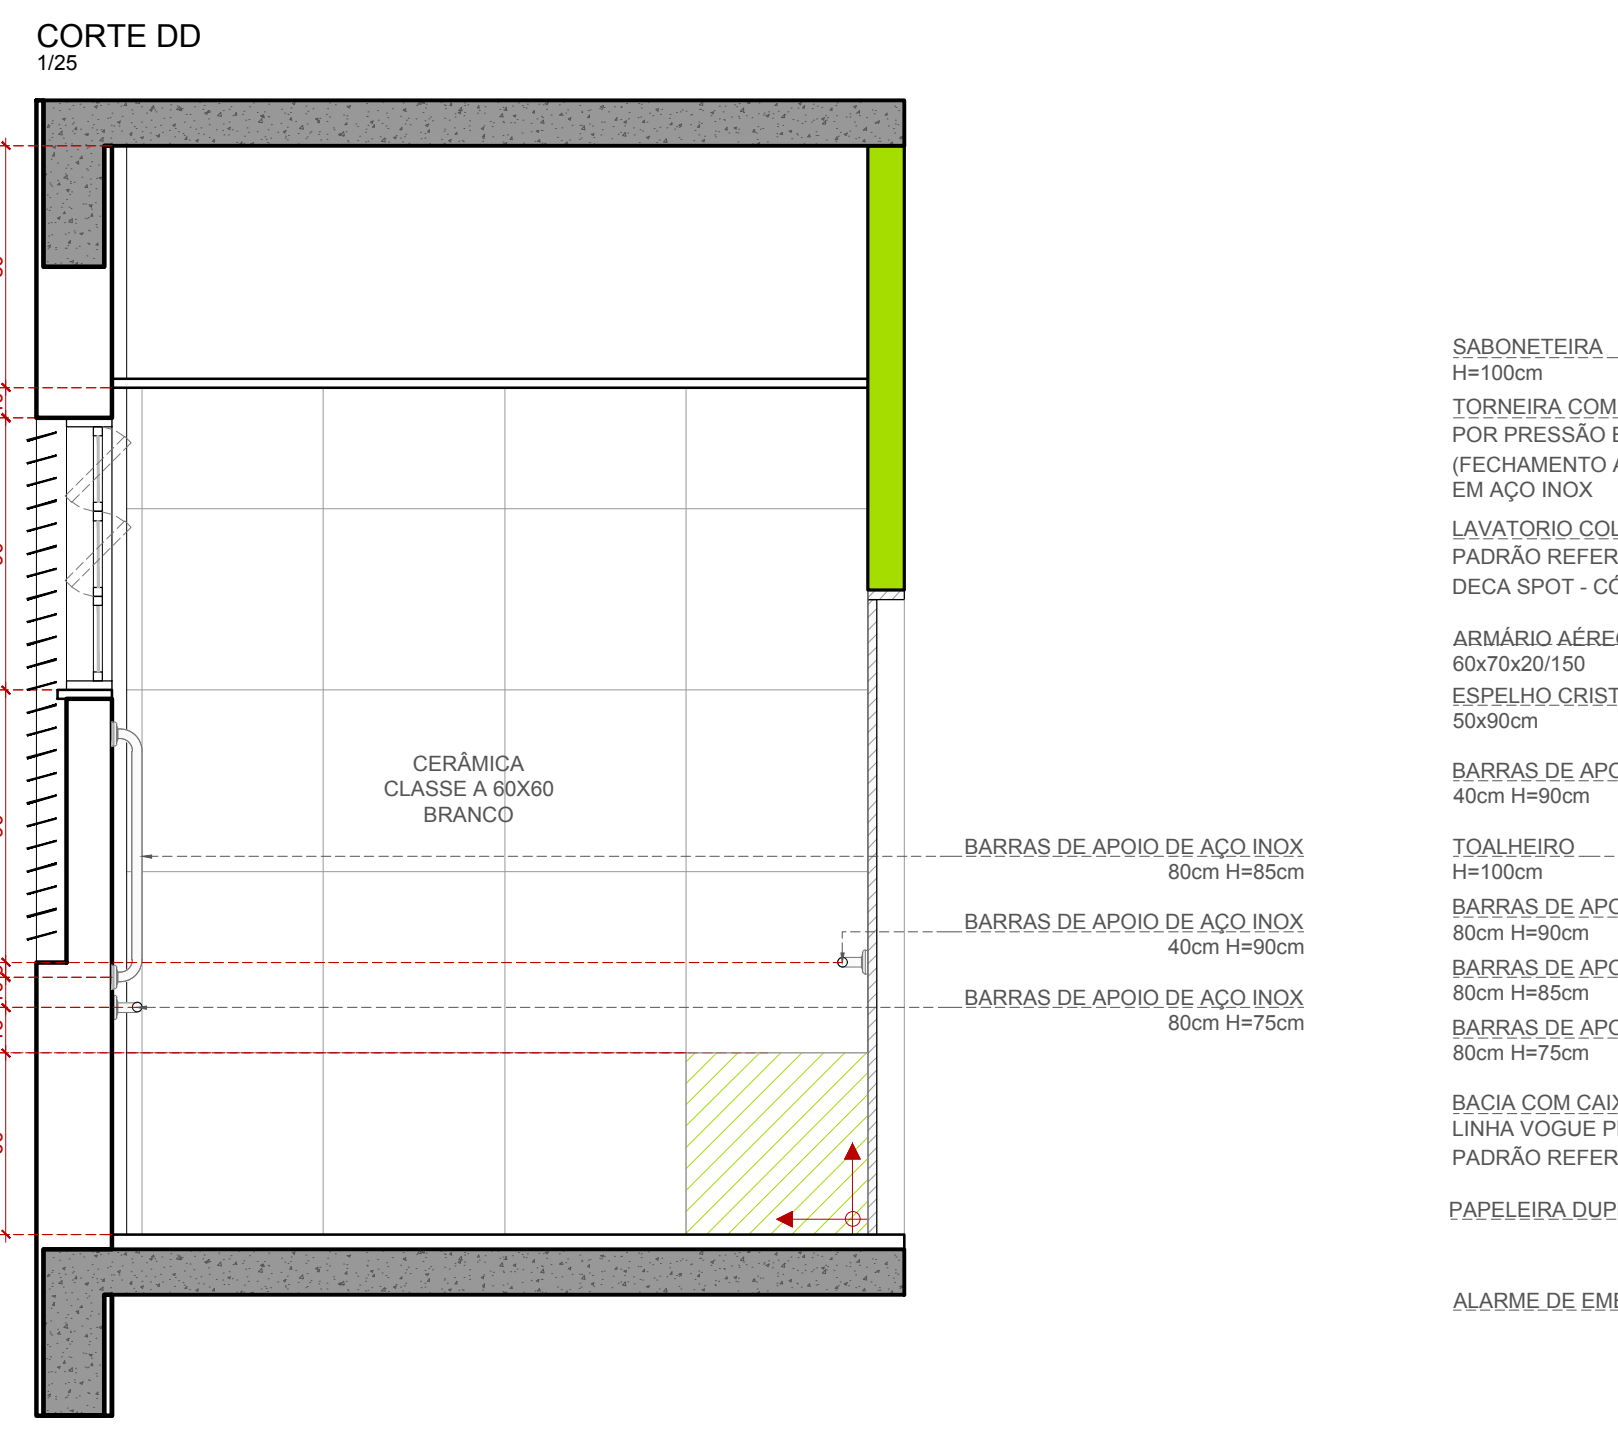 CORTE DD
1/25
CERÂMICA
CLASSE A 60X60
BRANCO
BARRAS DE APOIO DE AÇO INOX
80cm H=85cm
BARRAS DE APOIO DE AÇO INOX
40cm H=90cm
BARRAS DE APOIO DE AÇO INOX
80cm H=75cm
SABONETEIRA
H=100cm
TORNEIRA COM
POR PRESSÃO
(FECHAMENTO
EM AÇO INOX
LAVATORIO
PADRÃO
DECA SPOT -
ARMÁRIO
60x70x20/150
ESPELHO
50x90cm
BARRAS DE
40cm H=90cm
TOALHEIRO
H=100cm
BARRAS DE
80cm H=90cm
BARRAS DE
80cm H=85cm
BARRAS DE
80cm H=75cm
BACIA COM
LINHA VOGUE
PADRÃO
PAPELEIRA
ALARME DE